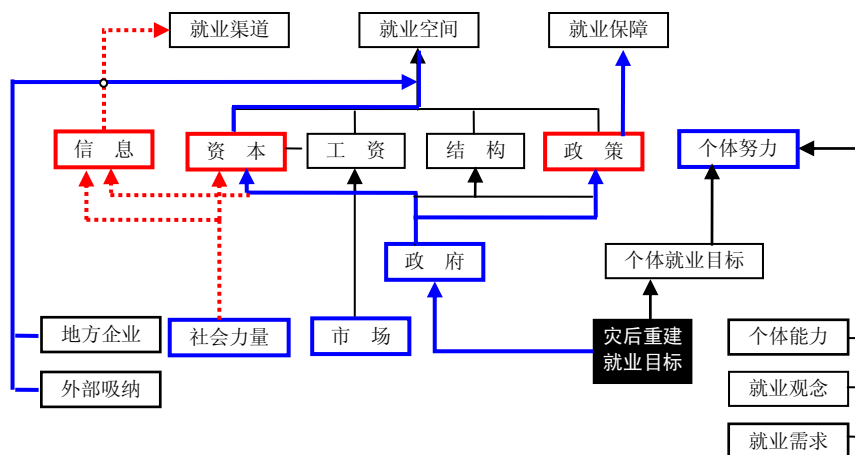 就业渠道
就业空间
就业保障
信 息
资 本
工 资
结 构
政 策
个体努力
政 府
个体就业目标
地方企业
社会力量
市 场
灾后重建
就业目标
个体能力
外部吸纳
就业观念
就业需求